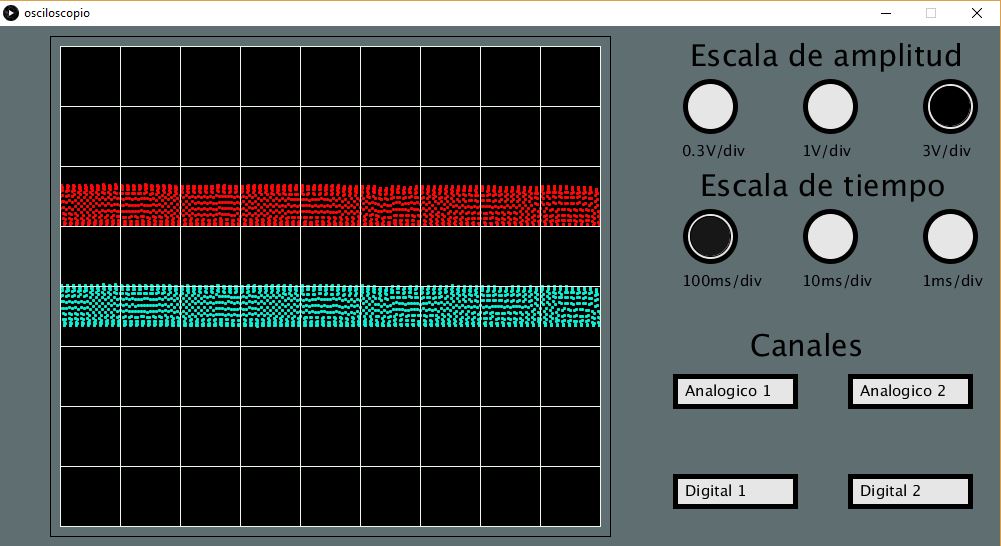 osciloscopio
Escala de amplitud
0.3V/div 1V/div 3V/div
Escala de tiempo
100ms/div 10ms/div 1ms/div
Canales
Analogico 1 Analogico 2
Digital 1 Digital 2